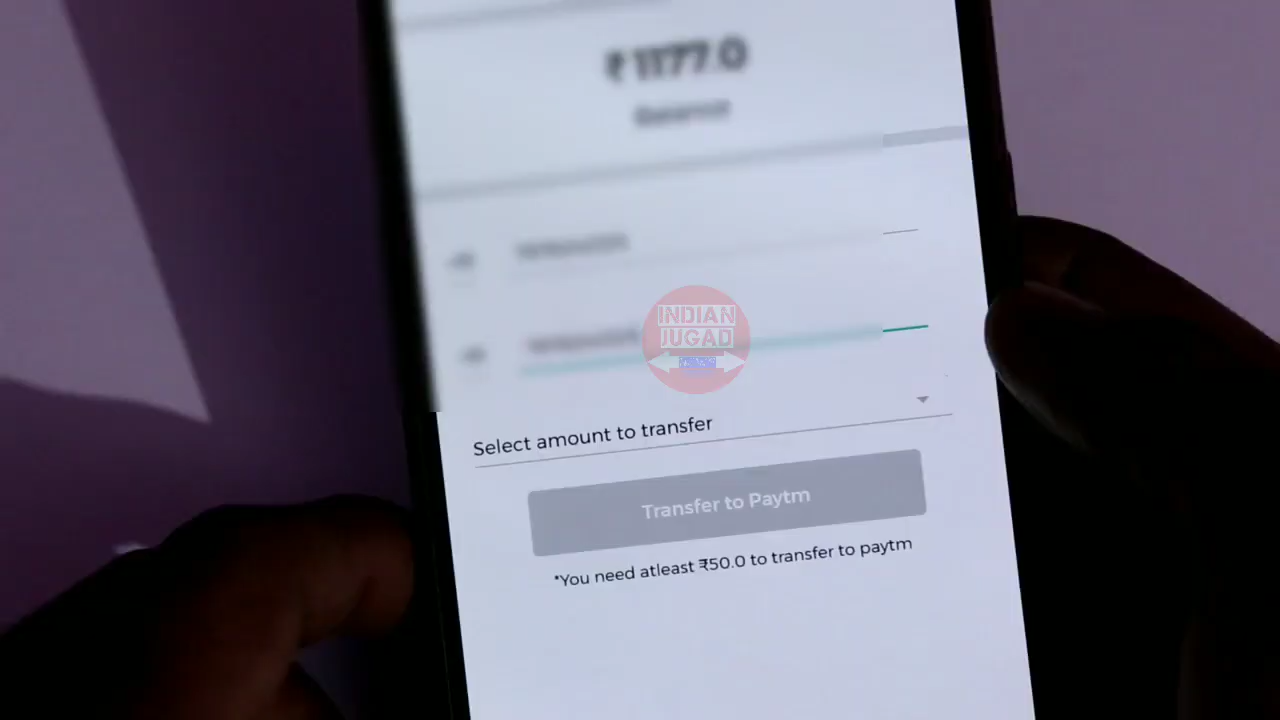 ₹1177.0
Balance
INDIAN
JUGAD
Select amount to transfer
Transfer to Paytm
*You need atleast ₹50.0 to transfer to paytm